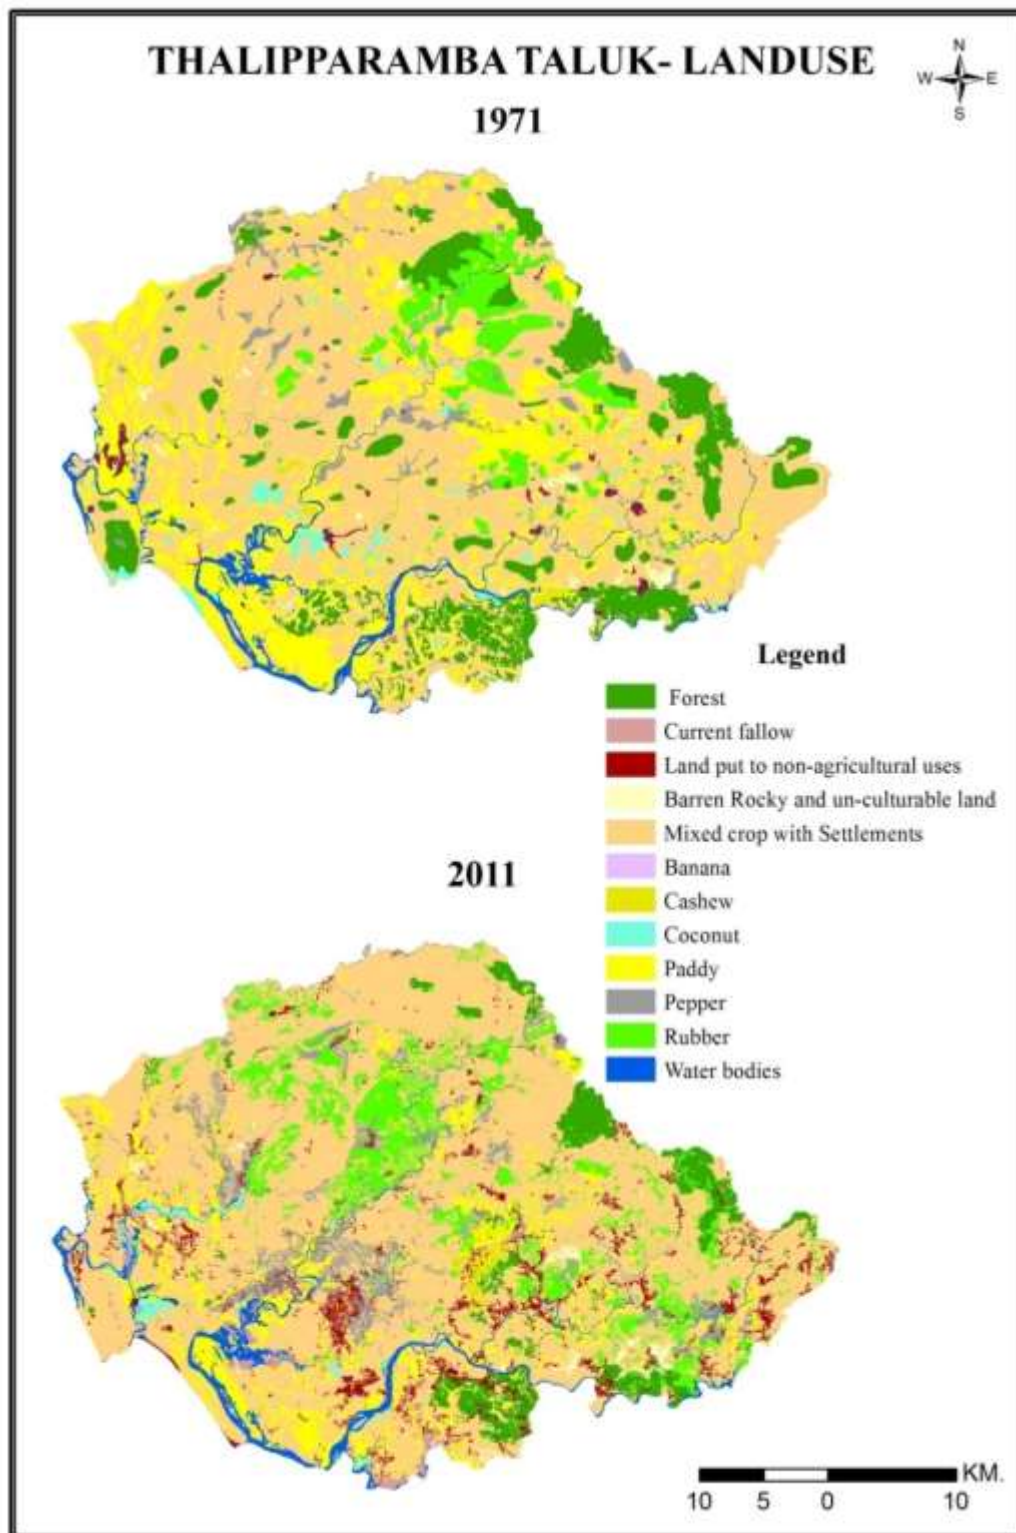 THALIPPARAMBA TALUK- LANDUSE
N
W E
S
1971
Legend
Forest
Current fallow
Land put to non-agricultural uses
Barren Rocky and un-culturable land
Mixed crop with Settlements
Banana
Cashew
Coconut
Paddy
Pepper
Rubber
Water bodies
2011
KM.
10 5 0 10